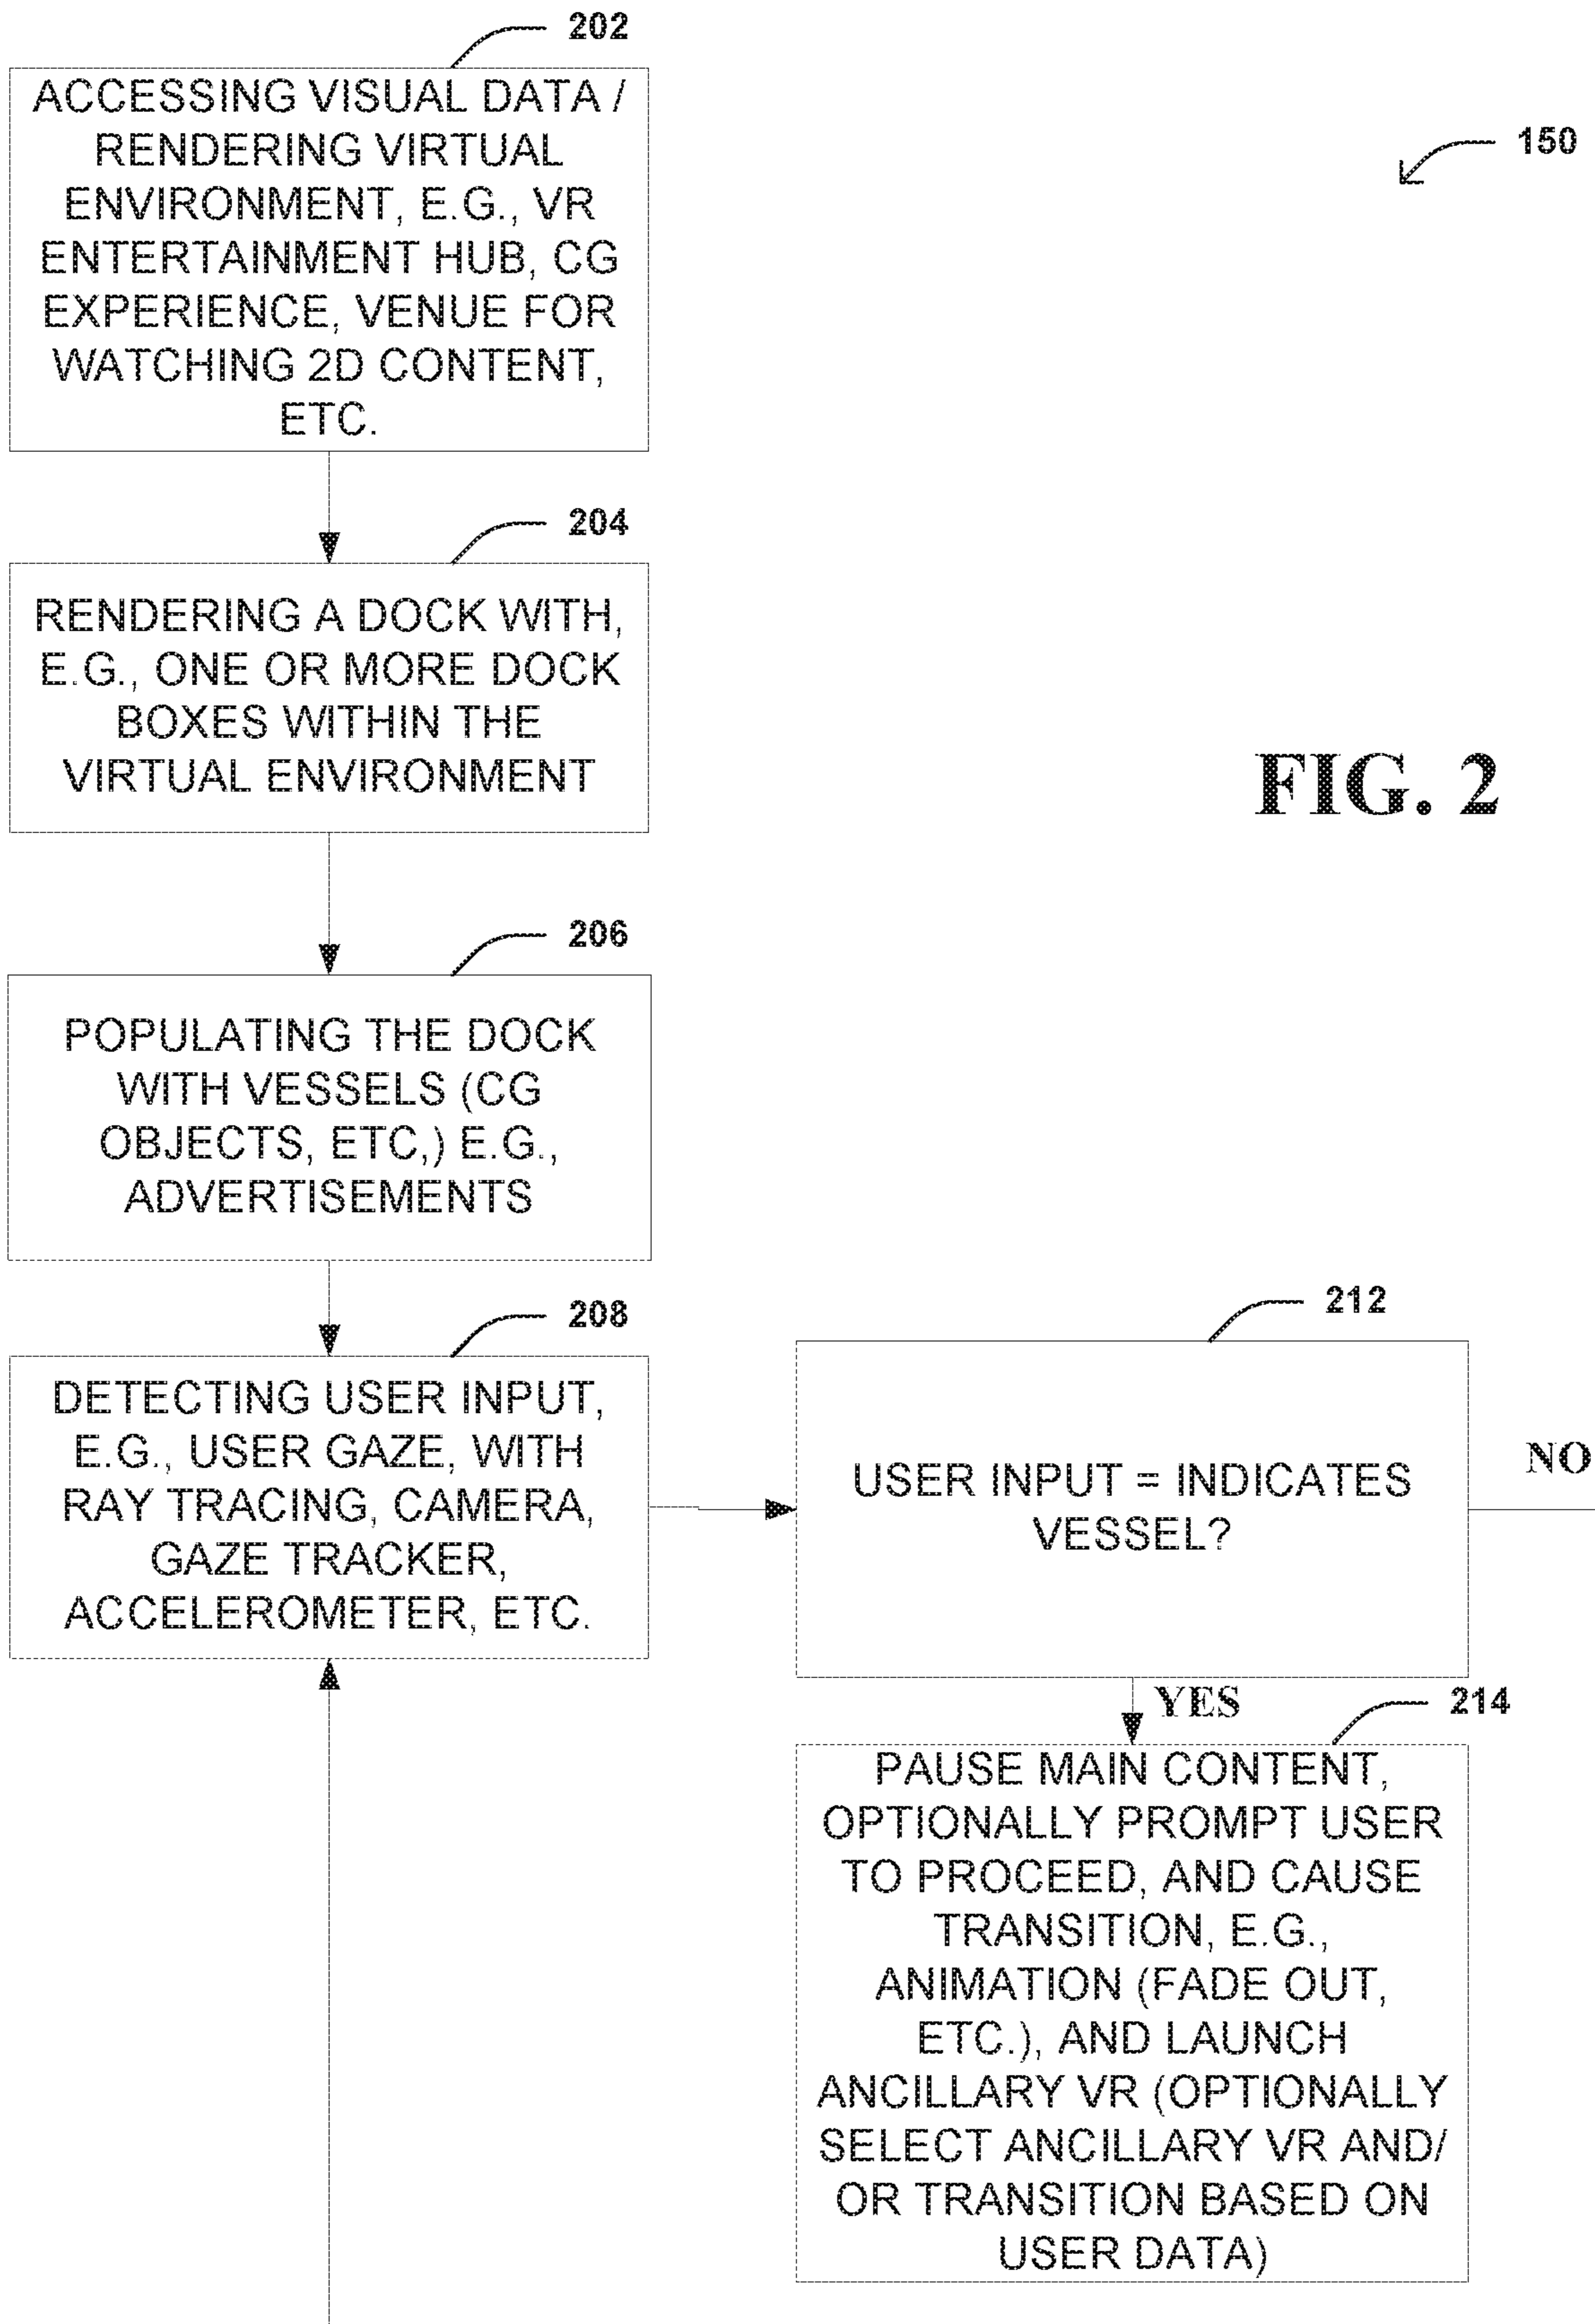 202
ACCESSING VISUAL DATA /
RENDERING VIRTUAL
ENVIRONMENT, E.G., VR
ENTERTAINMENT HUB, CG
EXPERIENCE, VENUE FOR
WATCHING 2D CONTENT,
ETC.
150
204
RENDERING A DOCK WITH,
E.G., ONE OR MORE DOCK
BOXES WITHIN THE
VIRTUAL ENVIRONMENT
FIG. 2
206
POPULATING THE DOCK
WITH VESSELS (CG
OBJECTS, ETC,) E.G.,
ADVERTISEMENTS
208
DETECTING USER INPUT,
E.G., USER GAZE, WITH
RAY TRACING, CAMERA,
GAZE TRACKER,
ACCELEROMETER, ETC.
212
USER INPUT = INDICATES
VESSEL?
NO
YES
214
PAUSE MAIN CONTENT,
OPTIONALLY PROMPT USER
TO PROCEED, AND CAUSE
TRANSITION, E.G.,
ANIMATION (FADE OUT,
ETC.), AND LAUNCH
ANCILLARY VR (OPTIONALLY
SELECT ANCILLARY VR AND/
OR TRANSITION BASED ON
USER DATA)